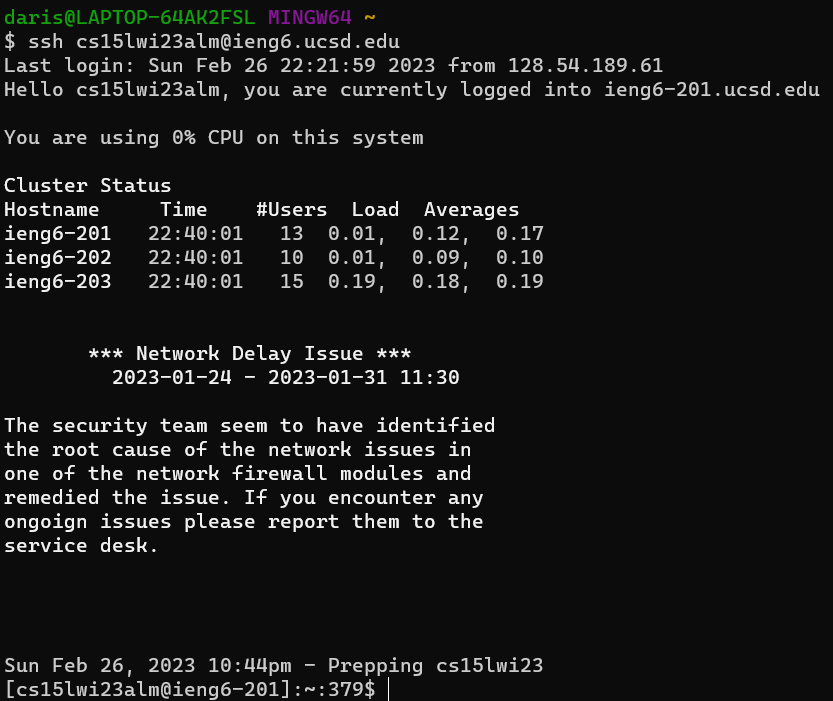 daris@LAPTOP-64AK2FSL MINGW64 ~
$ ssh cs15lwi23alm@ieng6.ucsd.edu
Last login: Sun Feb 26 22:21:59 2023 from 128.54.189.61
Hello cs15lwi23alm, you are currently logged into ieng6-201.ucsd.edu
You are using 0% CPU on this system
Cluster Status
Hostname     Time    #Users  Load  Averages
ieng6-201   22:40:01   13  0.01,  0.12,  0.17
ieng6-202   22:40:01   10  0.01,  0.09,  0.10
ieng6-203   22:40:01   15  0.19,  0.18,  0.19
*** Network Delay Issue ***
2023-01-24 - 2023-01-31 11:30
The security team seem to have identified
the root cause of the network issues in
one of the network firewall modules and
remedied the issue. If you encounter any
ongoign issues please report them to the
service desk.
Sun Feb 26, 2023 10:44pm - Prepping cs15lwi23
[cs15lwi23alm@ieng6-201]:~:379$